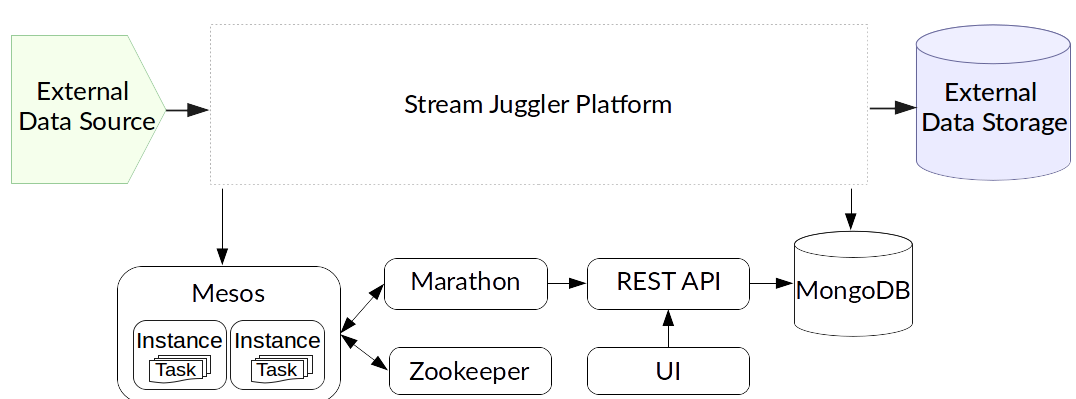 External
Data Source
Stream Juggler Platform
External
Data Storage
Mesos
Instance
Task
Instance
Task
Marathon
REST API
MongoDB
Zookeeper
UI